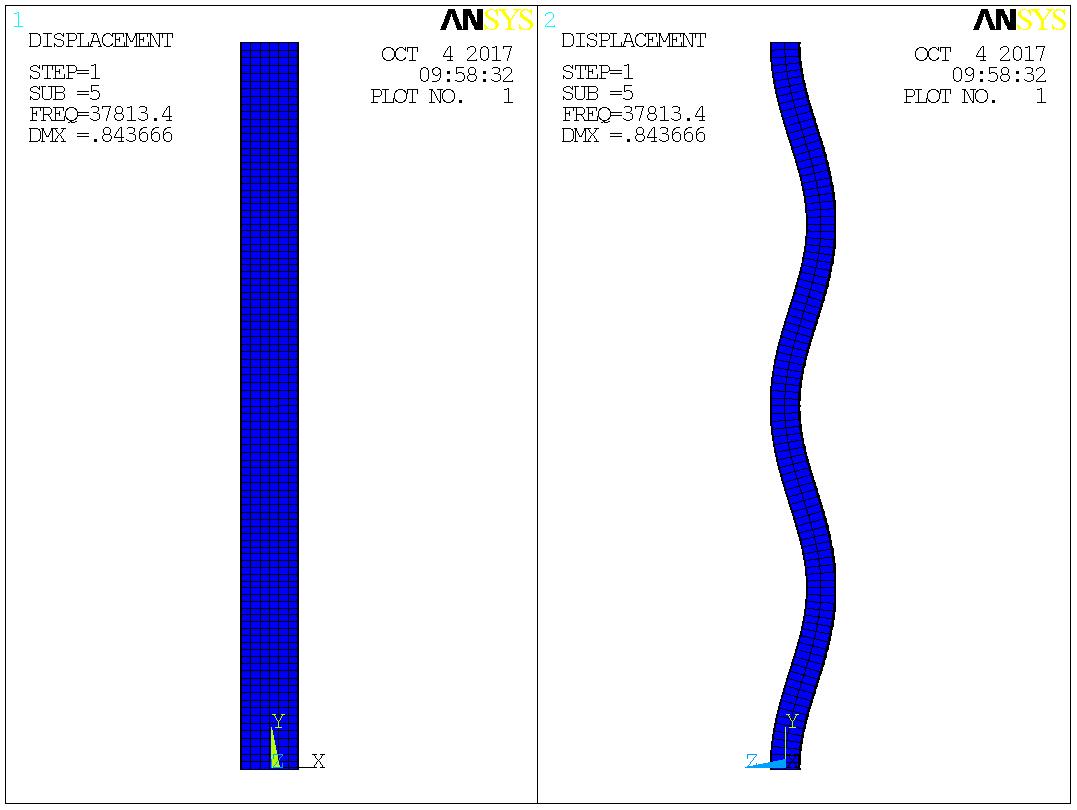 1
ANSYS
DISPLACEMENT
OCT 4 2017
STEP=1
09:58:32
SUB =5
PLOT NO. 1
FREQ=37813.4
DMX =.843666
Y
Z
X
2
ANSYS
DISPLACEMENT
OCT 4 2017
STEP=1
09:58:32
SUB =5
PLOT NO. 1
FREQ=37813.4
DMX =.843666
Y
Z
X